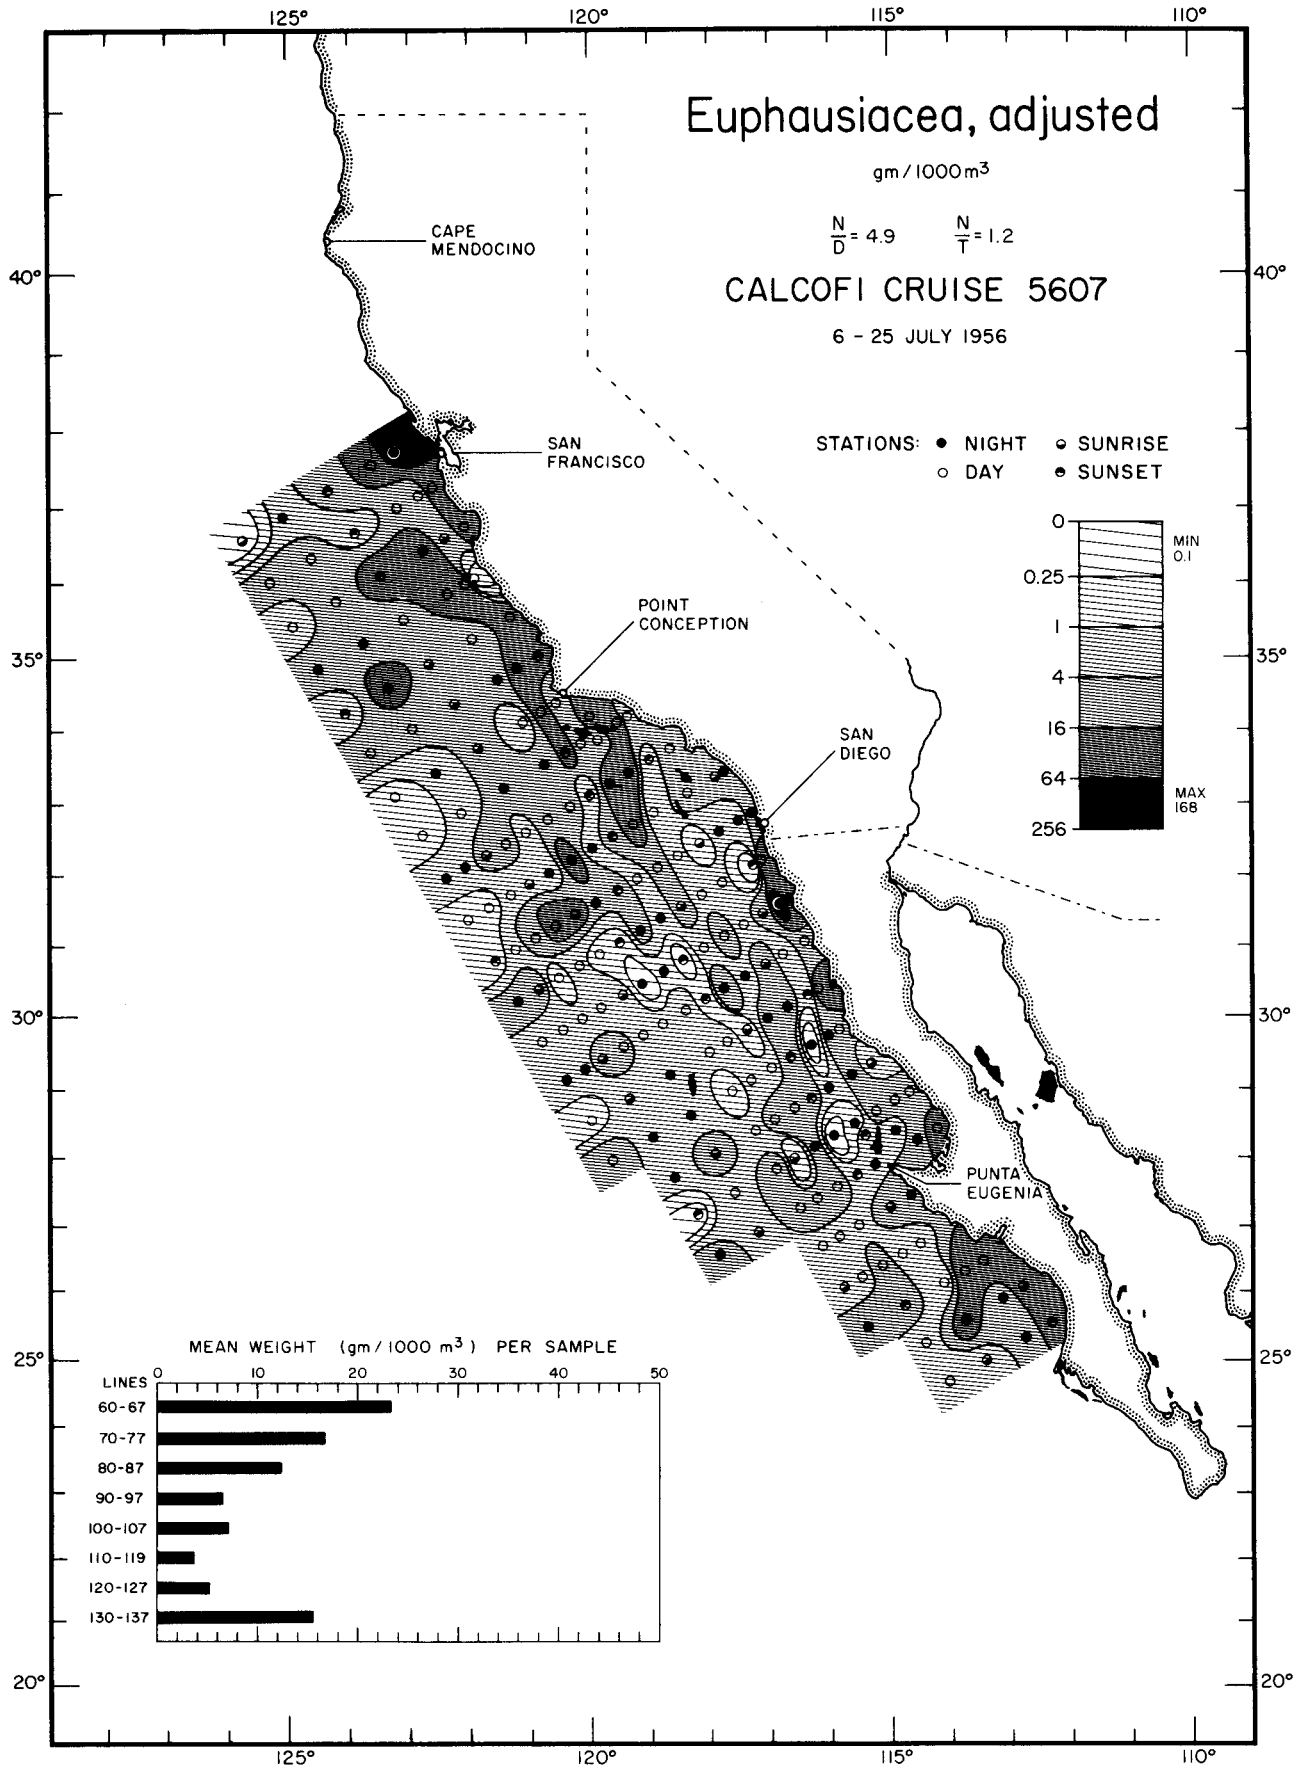 125° 120° 115° 110°
Euphausiacea, adjusted
gm/1000m³
N/D = 4.9 N/T = 1.2
CALCOFI CRUISE 5607
6 - 25 JULY 1956
CAPE
MENDOCINO
40° 40°
STATIONS: ● NIGHT ◒ SUNRISE
○ DAY ◓ SUNSET
SAN
FRANCISCO
0
MIN
0.1
0.25
1
4
16
64
MAX
168
256
POINT
CONCEPTION
35° 35°
SAN
DIEGO
30° 30°
PUNTA
EUGENIA
25° 25°
MEAN WEIGHT (gm/1000 m³) PER SAMPLE
0 10 20 30 40 50
LINES
60-67
70-77
80-87
90-97
100-107
110-119
120-127
130-137
20° 20°
125° 120° 115° 110°